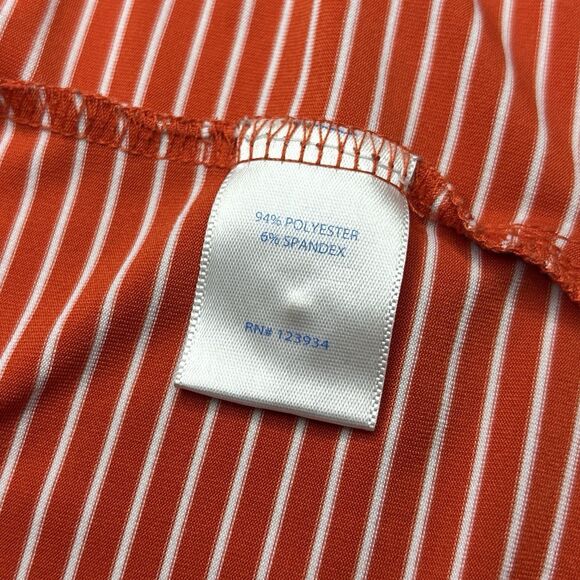 94% POLYESTER
6% SPANDEX
RN# 123934